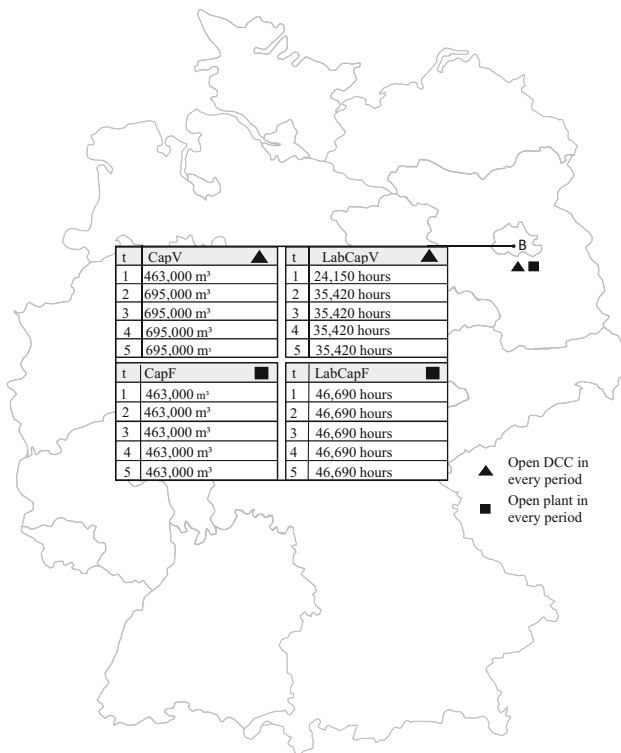 B
t CapV ▲ t LabCapV ▲
1 463,000 m³ 1 24,150 hours
2 695,000 m³ 2 35,420 hours
3 695,000 m³ 3 35,420 hours
4 695,000 m³ 4 35,420 hours
5 695,000 m³ 5 35,420 hours
t CapF ■ t LabCapF ■
1 463,000 m³ 1 46,690 hours
2 463,000 m³ 2 46,690 hours
3 463,000 m³ 3 46,690 hours
4 463,000 m³ 4 46,690 hours
5 463,000 m³ 5 46,690 hours
▲ Open DCC in
every period
■ Open plant in
every period